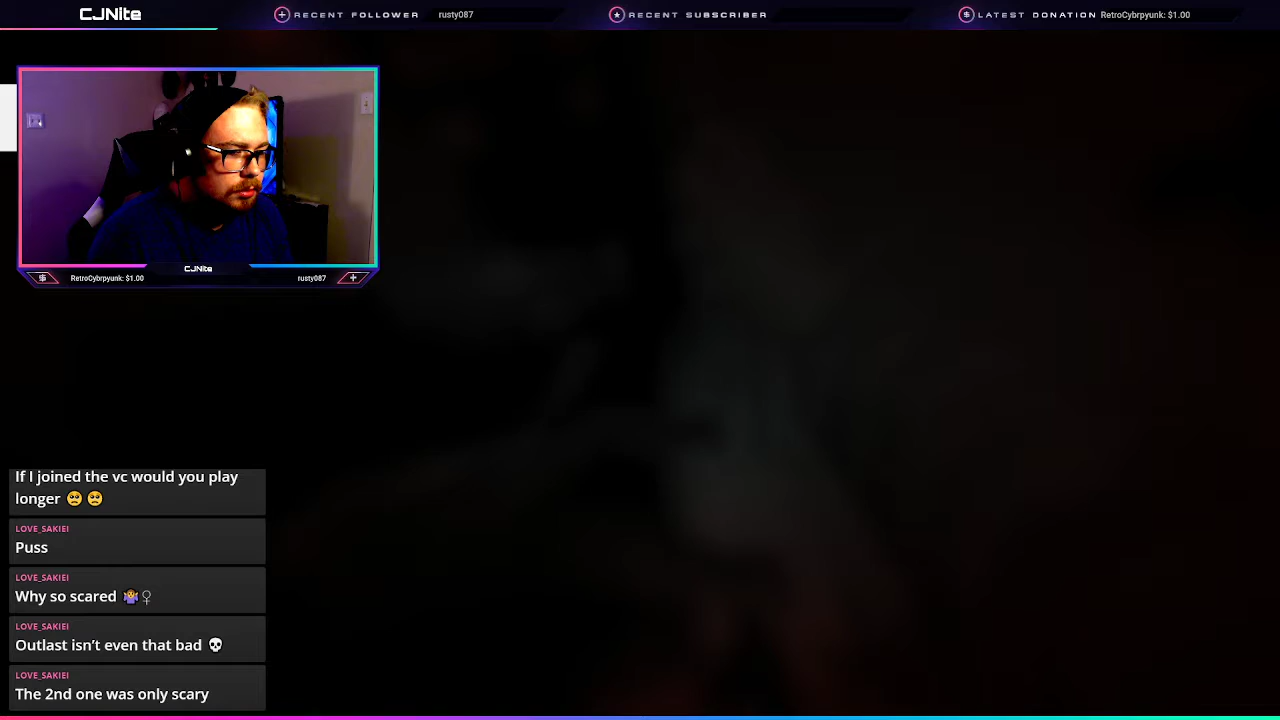 CJNite
RECENT FOLLOWER rusty087
RECENT SUBSCRIBER
LATEST DONATION RetroCybrpyunk: $1.00
CJNite
RetroCybrpyunk: $1.00
rusty087
If I joined the vc would you play
longer 🥺 🥺
LOVE_SAKIEI
Puss
LOVE_SAKIEI
Why so scared 🤷🏽‍♀
LOVE_SAKIEI
Outlast isn't even that bad 💀
LOVE_SAKIEI
The 2nd one was only scary